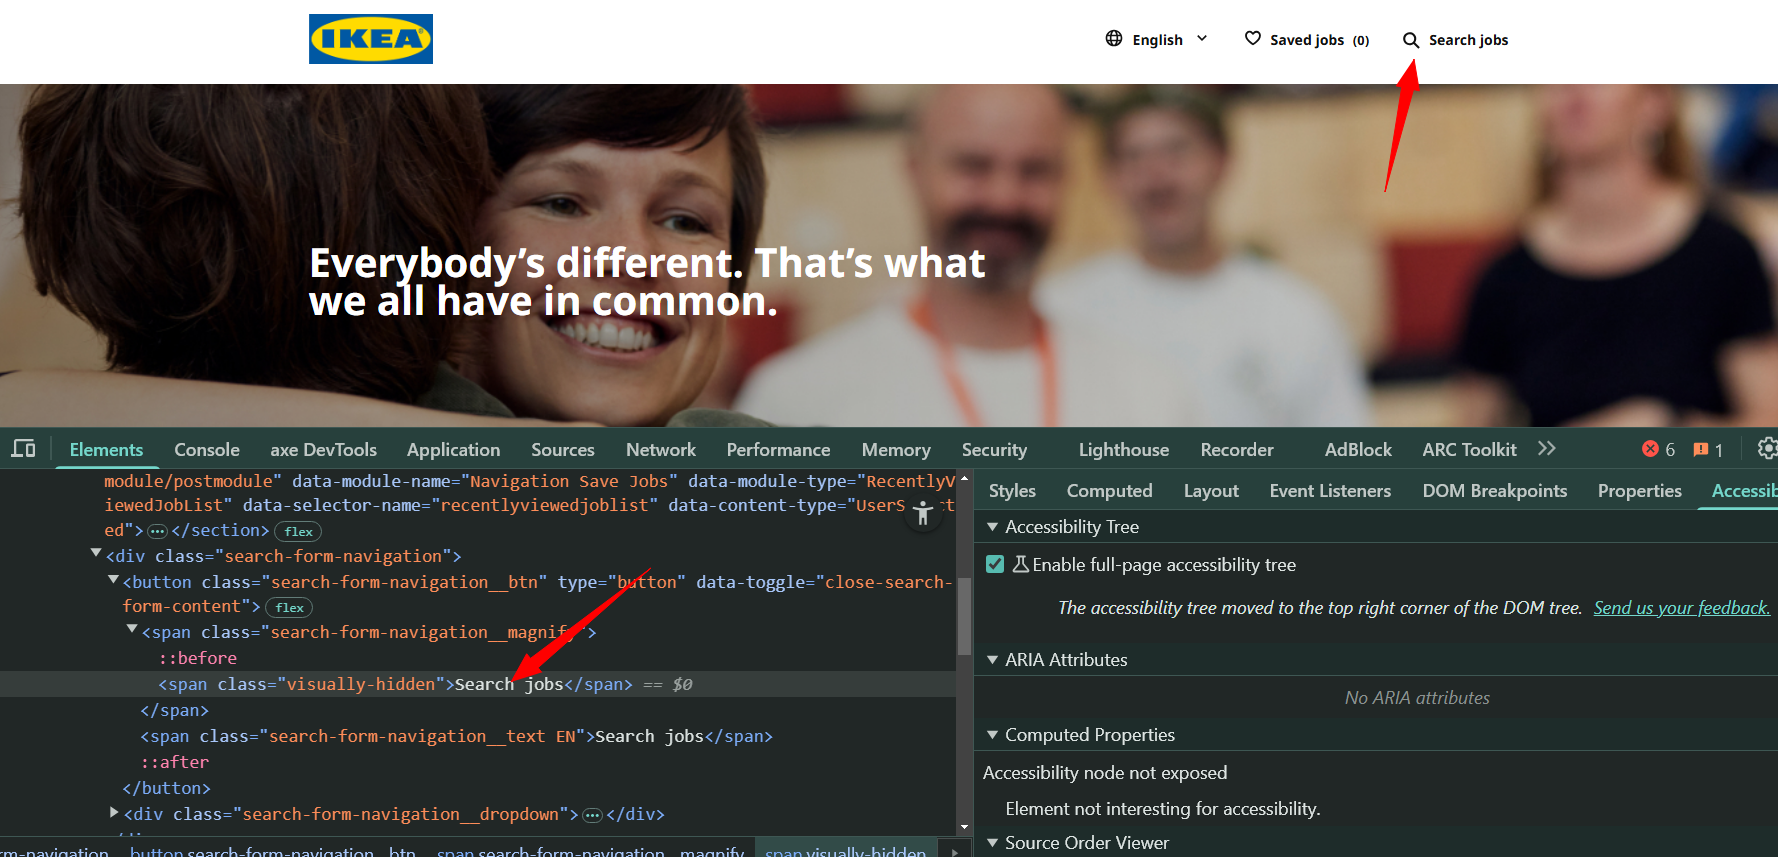 IKEA
English
Saved jobs (0)
Search jobs
Everybody’s different. That’s what
we all have in common.
Elements Console axe DevTools Application Sources Network Performance Memory Security Lighthouse Recorder AdBlock ARC Toolkit 6 1
module/postmodule" data-module-name="Navigation Save Jobs" data-module-type="RecentlyV
iewedJobList" data-selector-name="recentlyviewedjoblist" data-content-type="UserS ct
ed">…</section> flex
<div class="search-form-navigation">
<button class="search-form-navigation__btn" type="button" data-toggle="close-search-
form-content"> flex
<span class="search-form-navigation__magnify">
::before
<span class="visually-hidden">Search jobs</span> == $0
</span>
<span class="search-form-navigation__text EN">Search jobs</span>
::after
</button>
<div class="search-form-navigation__dropdown">…</div>
rm-navigation button.search-form-navigation__btn span.search-form-navigation__magnify span.visually-hidden
Styles Computed Layout Event Listeners DOM Breakpoints Properties Accessib
Accessibility Tree
Enable full-page accessibility tree
The accessibility tree moved to the top right corner of the DOM tree. Send us your feedback.
ARIA Attributes
No ARIA attributes
Computed Properties
Accessibility node not exposed
Element not interesting for accessibility.
Source Order Viewer